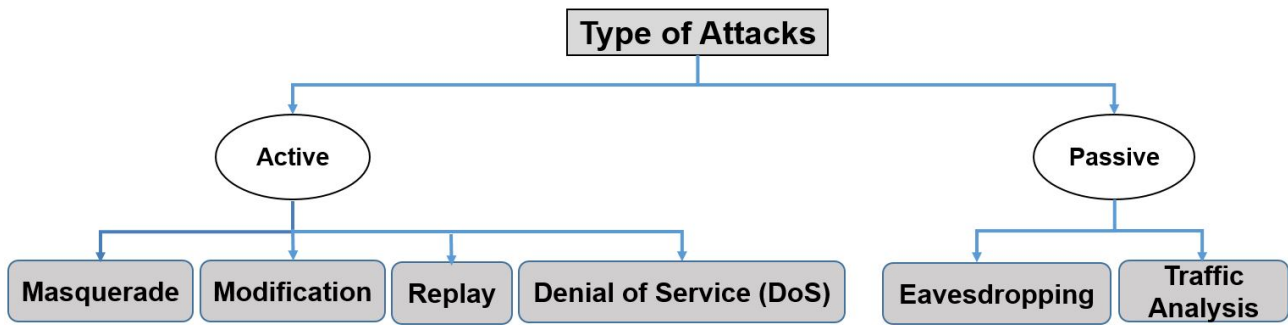 Type of Attacks
Active
Passive
Masquerade
Modification
Replay
Denial of Service (DoS)
Eavesdropping
Traffic
Analysis